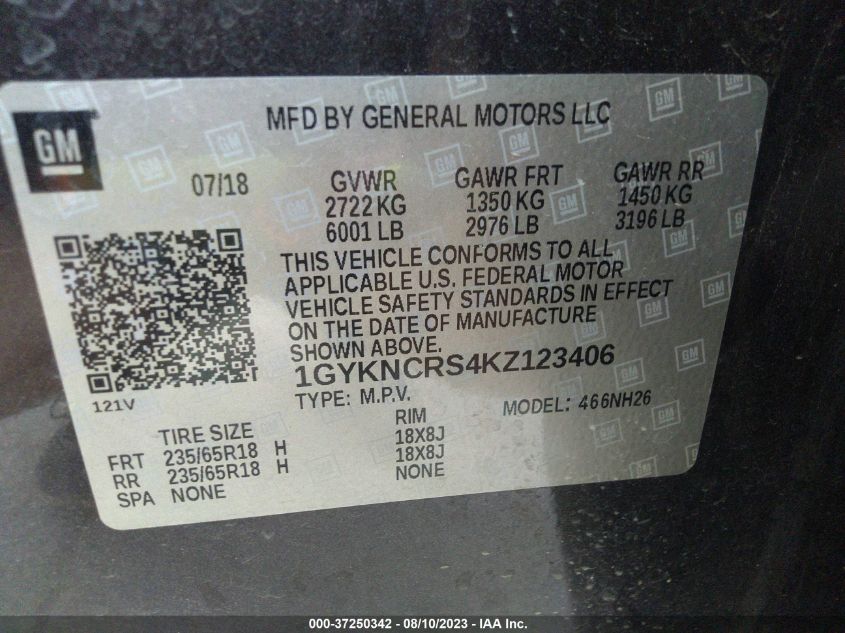 GM
MFD BY GENERAL MOTORS LLC
07/18
GVWR GAWR FRT GAWR RR
2722 KG 1350 KG 1450 KG
6001 LB 2976 LB 3196 LB
THIS VEHICLE CONFORMS TO ALL
APPLICABLE U.S. FEDERAL MOTOR
VEHICLE SAFETY STANDARDS IN EFFECT
ON THE DATE OF MANUFACTURE
SHOWN ABOVE.
1GYKNCRS4KZ123406
121V
TYPE: M.P.V. MODEL: 466NH26
TIRE SIZE RIM
FRT 235/65R18 H 18X8J
RR 235/65R18 H 18X8J
SPA NONE NONE
000-37250342 - 08/10/2023 - IAA Inc.